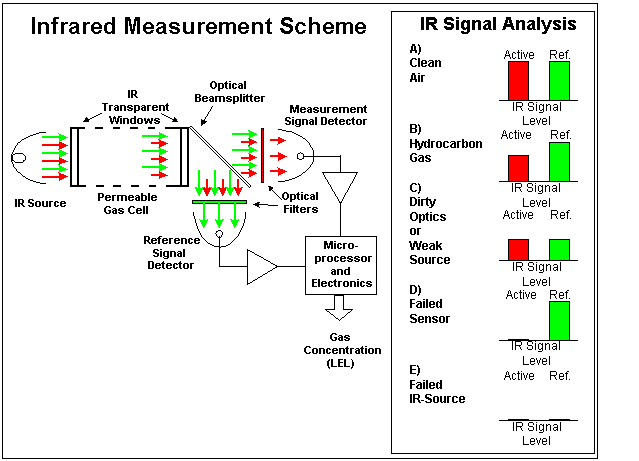 Infrared Measurement Scheme
IR
Transparent
Windows
Optical
Beamsplitter
Measurement
Signal Detector
IR Source
Permeable
Gas Cell
Optical
Filters
Reference
Signal
Detector
Micro-
processor
and
Electronics
Gas
Concentration
(LEL)
IR Signal Analysis
A)
Clean
Air
Active Ref.
IR Signal
Level
B)
Hydrocarbon
Gas
Active Ref.
IR Signal
Level
C)
Dirty
Optics
or
Weak
Source
Active Ref.
IR Signal
Level
D)
Failed
Sensor
Active Ref.
IR Signal
Level
E)
Failed
IR-Source
Active Ref.
IR Signal
Level